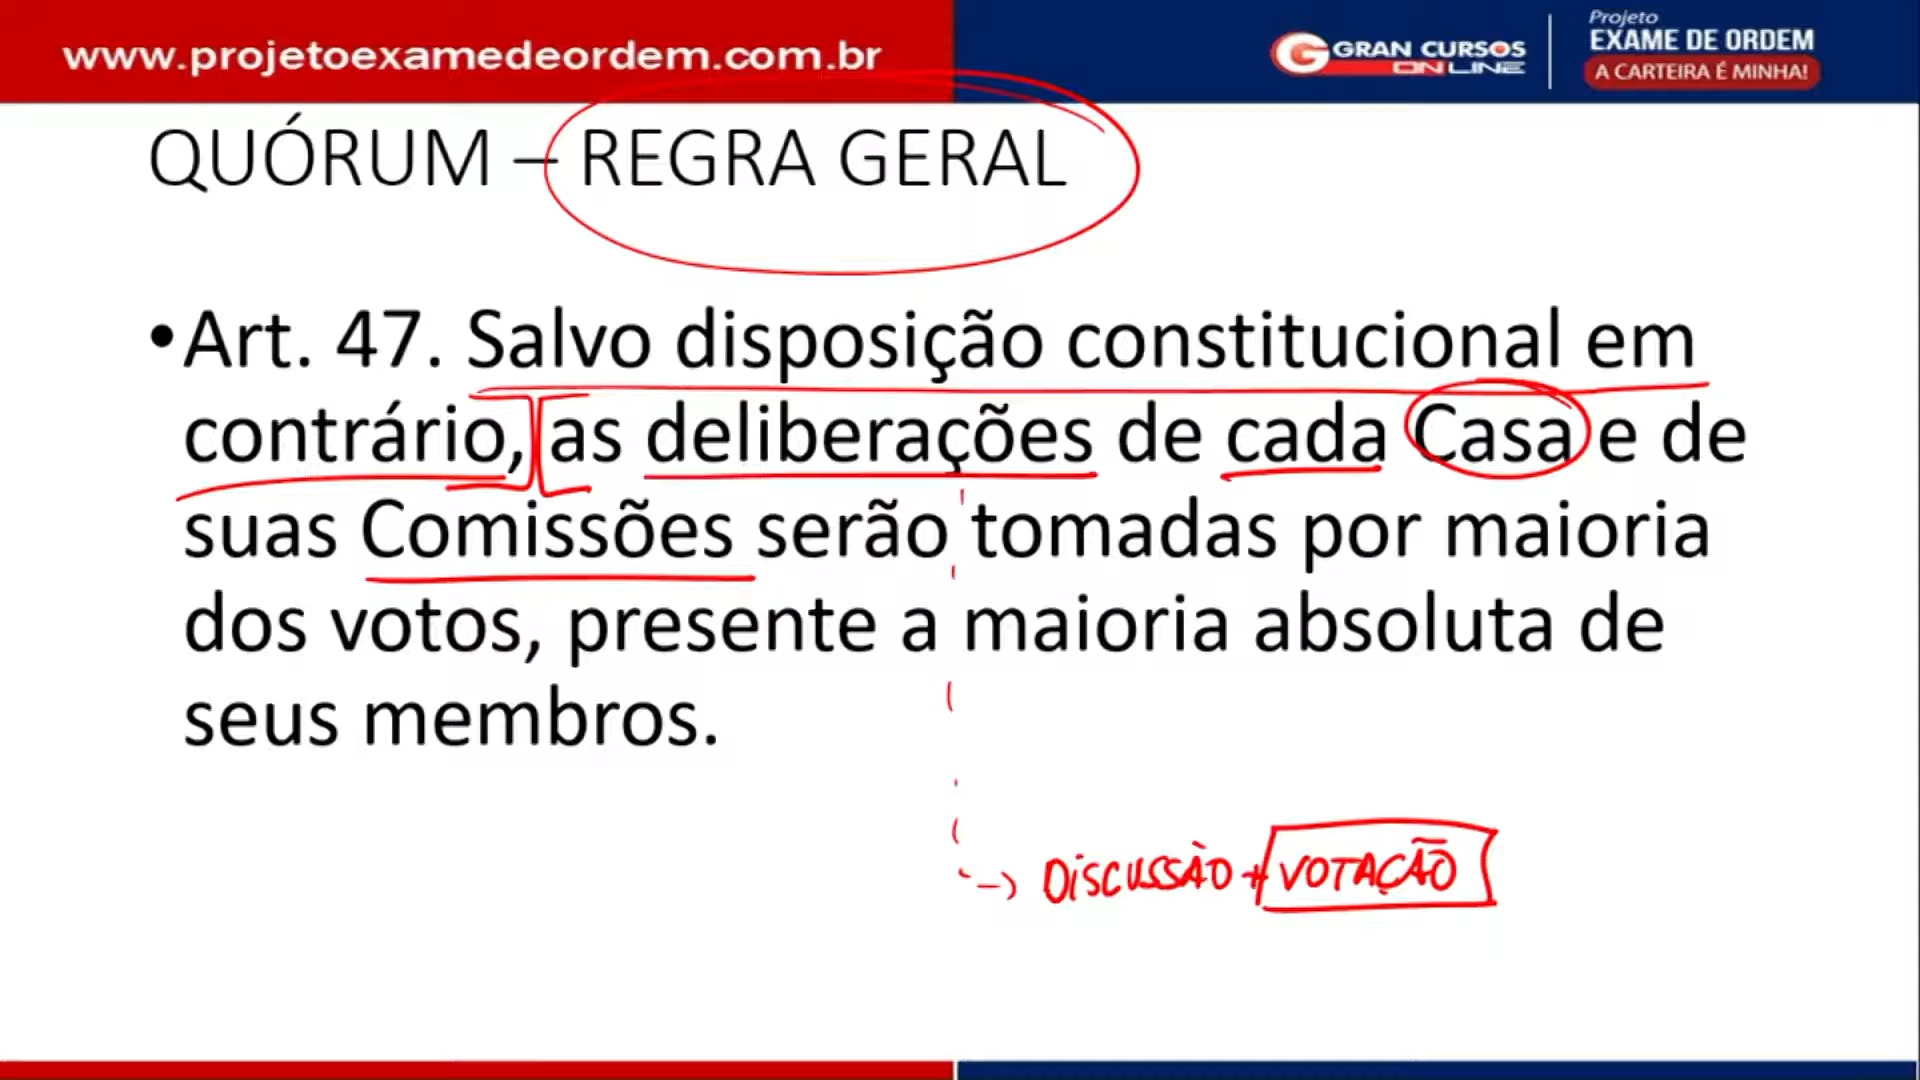 www.projetoexamedeordem.com.br
GRAN CURSOS
ONLINE
Projeto
EXAME DE ORDEM
A CARTEIRA É MINHA!
QUÓRUM – REGRA GERAL
•Art. 47. Salvo disposição constitucional em
contrário, as deliberações de cada Casa e de
suas Comissões serão tomadas por maioria
dos votos, presente a maioria absoluta de
seus membros.
--> DISCUSSÃO + VOTAÇÃO